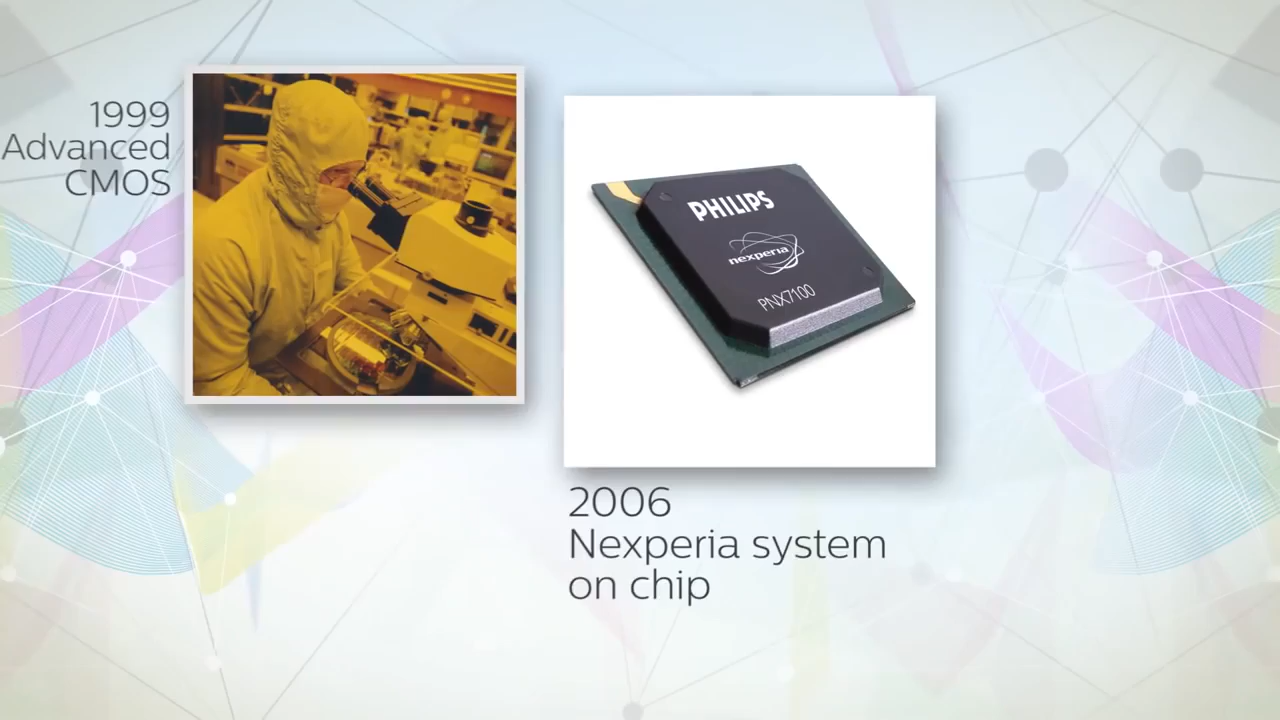 1999
Advanced
CMOS
PHILIPS
nexperia
PNX7100
2006
Nexperia system
on chip